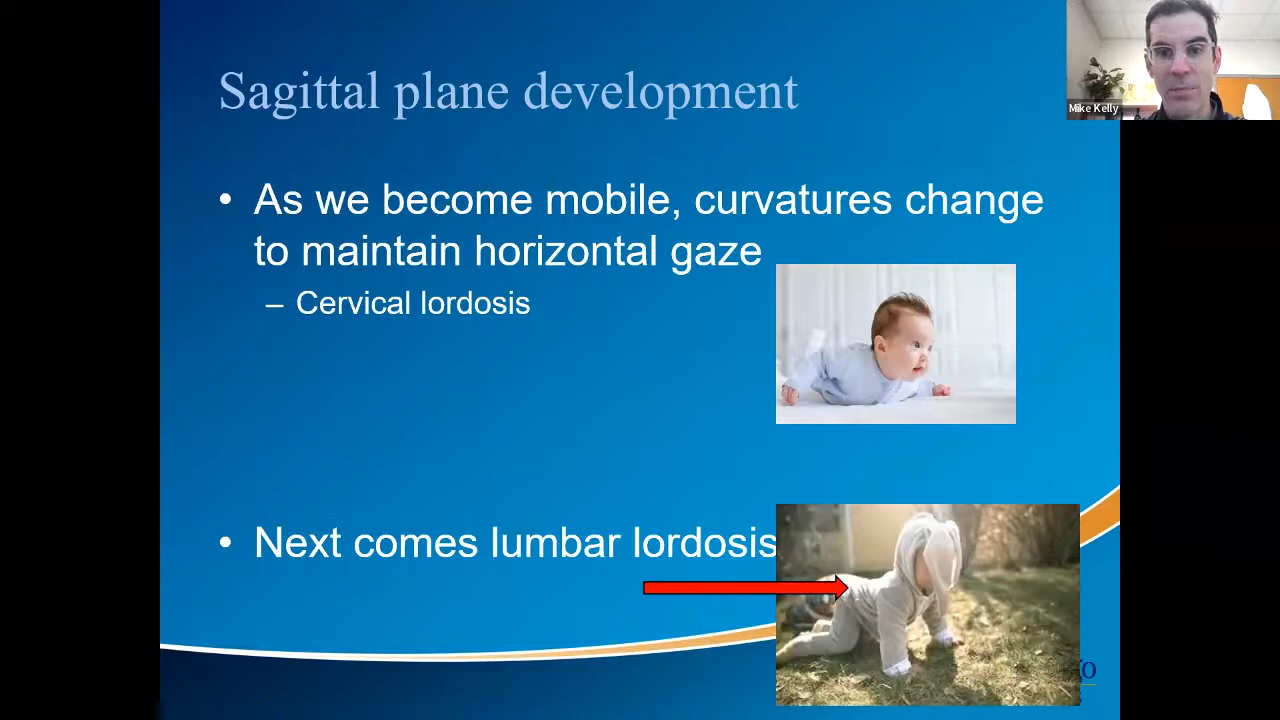 Sagittal plane development
Mike Kelly
• As we become mobile, curvatures change
to maintain horizontal gaze
– Cervical lordosis
• Next comes lumbar lordosis